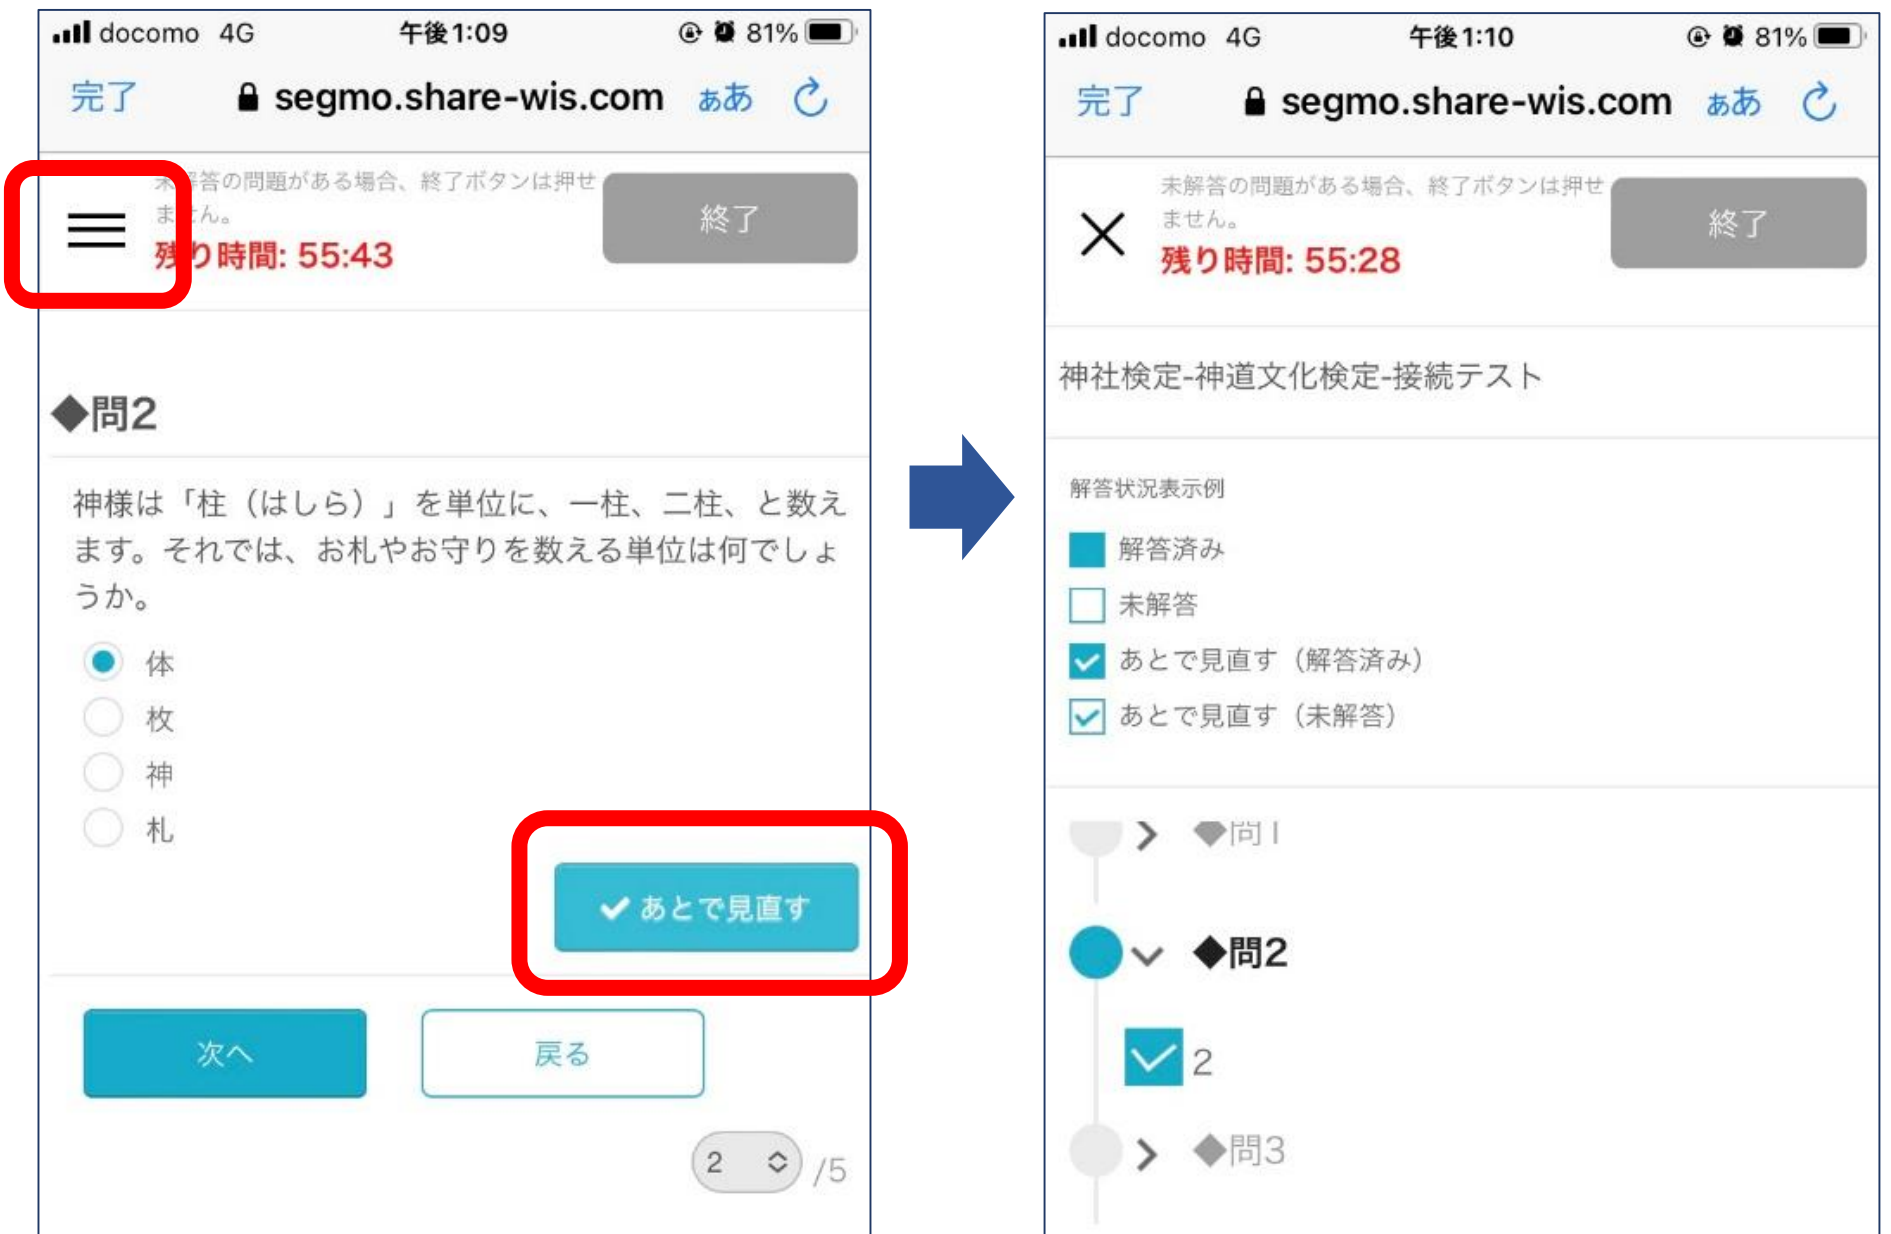 docomo 4G 午後1:09 81%
完了 segmo.share-wis.com ぁあ
未解答の問題がある場合、終了ボタンは押せ
ません。
残り時間: 55:43
終了
◆問2
神様は「柱（はしら）」を単位に、一柱、二柱、と数え
ます。それでは、お札やお守りを数える単位は何でしょ
うか。
体
枚
神
札
あとで見直す
次へ 戻る
2 /5
docomo 4G 午後1:10 81%
完了 segmo.share-wis.com ぁあ
未解答の問題がある場合、終了ボタンは押せ
ません。
残り時間: 55:28
終了
神社検定-神道文化検定-接続テスト
解答状況表示例
解答済み
未解答
あとで見直す（解答済み）
あとで見直す（未解答）
◆問1
◆問2
2
◆問3